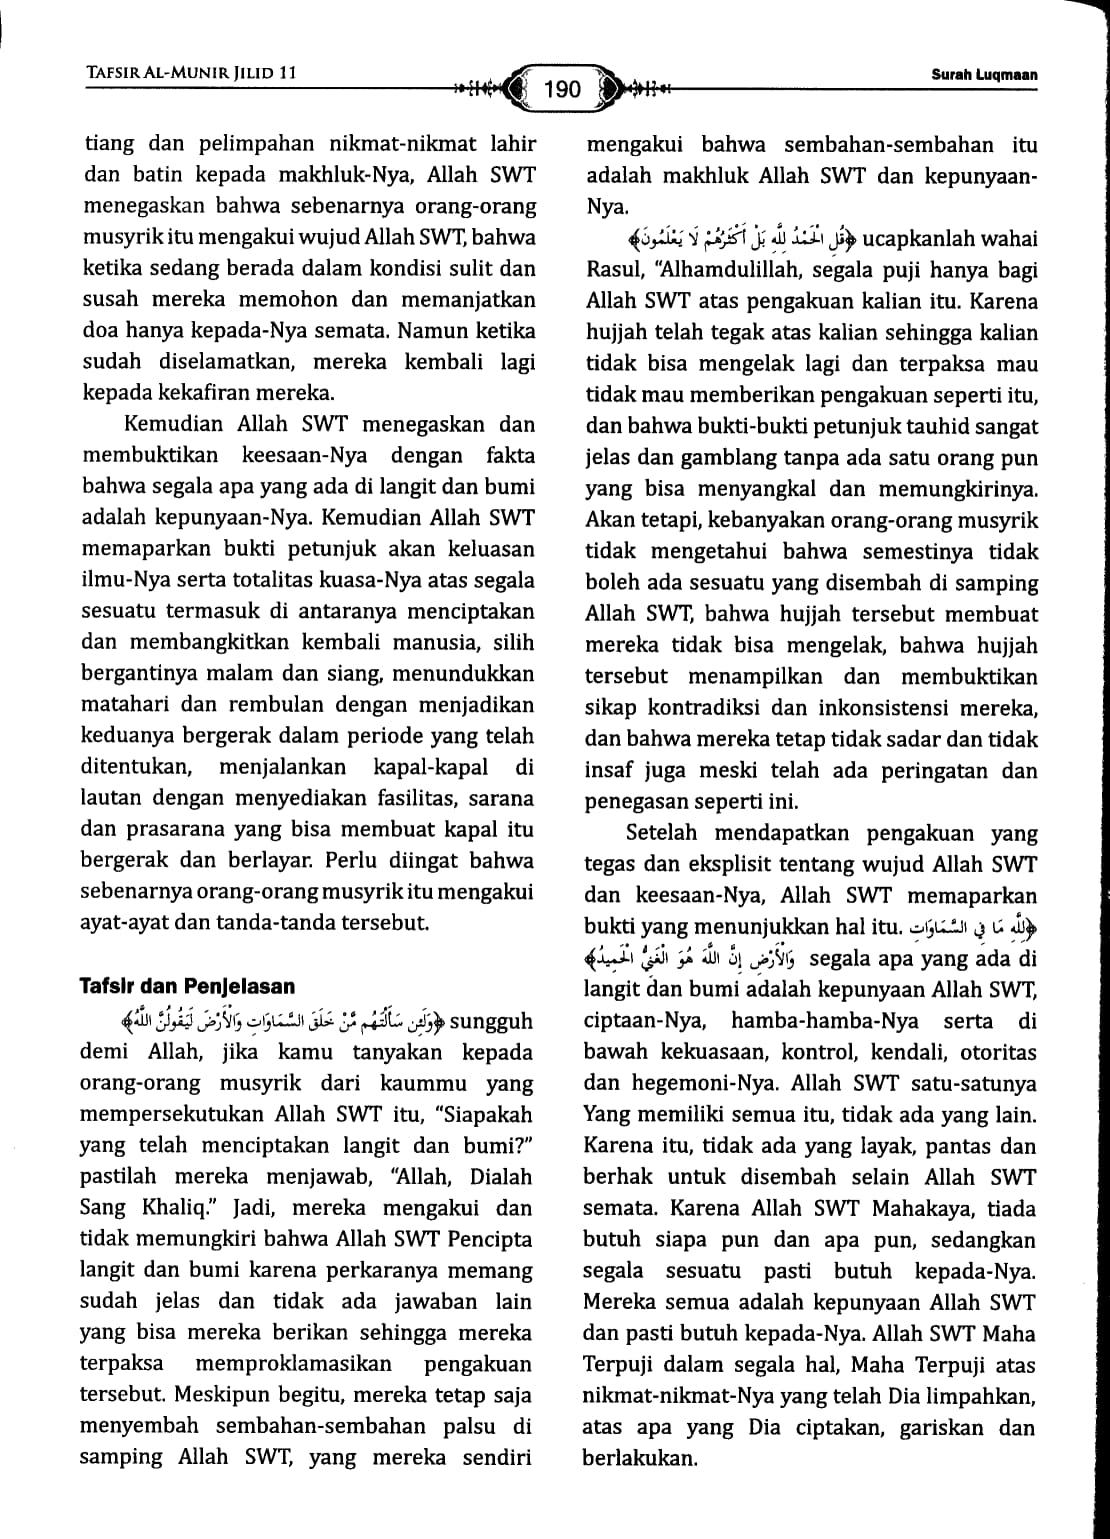 TAFSIR AL-MUNIR JILID 11
190
Surah Luqmaan
tiang dan pelimpahan nikmat-nikmat lahir
dan batin kepada makhluk-Nya, Allah SWT
menegaskan bahwa sebenarnya orang-orang
musyrik itu mengakui wujud Allah SWT, bahwa
ketika sedang berada dalam kondisi sulit dan
susah mereka memohon dan memanjatkan
doa hanya kepada-Nya semata. Namun ketika
sudah diselamatkan, mereka kembali lagi
kepada kekafiran mereka.
Kemudian Allah SWT menegaskan dan
membuktikan keesaan-Nya dengan fakta
bahwa segala apa yang ada di langit dan bumi
adalah kepunyaan-Nya. Kemudian Allah SWT
memaparkan bukti petunjuk akan keluasan
ilmu-Nya serta totalitas kuasa-Nya atas segala
sesuatu termasuk di antaranya menciptakan
dan membangkitkan kembali manusia, silih
bergantinya malam dan siang, menundukkan
matahari dan rembulan dengan menjadikan
keduanya bergerak dalam periode yang telah
ditentukan, menjalankan kapal-kapal di
lautan dengan menyediakan fasilitas, sarana
dan prasarana yang bisa membuat kapal itu
bergerak dan berlayar. Perlu diingat bahwa
sebenarnya orang-orang musyrik itu mengakui
ayat-ayat dan tanda-tanda tersebut.
Tafsir dan Penjelasan
﴿وَلَئِن سَأَلْتَهُم مَّنْ خَلَقَ السَّمَاوَاتِ وَالْأَرْضَ لَيَقُولُنَّ اللَّهُ﴾ sungguh
demi Allah, jika kamu tanyakan kepada
orang-orang musyrik dari kaummu yang
mempersekutukan Allah SWT itu, “Siapakah
yang telah menciptakan langit dan bumi?”
pastilah mereka menjawab, “Allah, Dialah
Sang Khaliq.” Jadi, mereka mengakui dan
tidak memungkiri bahwa Allah SWT Pencipta
langit dan bumi karena perkaranya memang
sudah jelas dan tidak ada jawaban lain
yang bisa mereka berikan sehingga mereka
terpaksa memproklamasikan pengakuan
tersebut. Meskipun begitu, mereka tetap saja
menyembah sembahan-sembahan palsu di
samping Allah SWT, yang mereka sendiri
mengakui bahwa sembahan-sembahan itu
adalah makhluk Allah SWT dan kepunyaan-
Nya.
﴿قُلِ الْحَمْدُ لِلَّهِ بَلْ أَكْثَرُهُمْ لَا يَعْلَمُونَ﴾ ucapkanlah wahai
Rasul, “Alhamdulillah, segala puji hanya bagi
Allah SWT atas pengakuan kalian itu. Karena
hujjah telah tegak atas kalian sehingga kalian
tidak bisa mengelak lagi dan terpaksa mau
tidak mau memberikan pengakuan seperti itu,
dan bahwa bukti-bukti petunjuk tauhid sangat
jelas dan gamblang tanpa ada satu orang pun
yang bisa menyangkal dan memungkirinya.
Akan tetapi, kebanyakan orang-orang musyrik
tidak mengetahui bahwa semestinya tidak
boleh ada sesuatu yang disembah di samping
Allah SWT, bahwa hujjah tersebut membuat
mereka tidak bisa mengelak, bahwa hujjah
tersebut menampilkan dan membuktikan
sikap kontradiksi dan inkonsistensi mereka,
dan bahwa mereka tetap tidak sadar dan tidak
insaf juga meski telah ada peringatan dan
penegasan seperti ini.
Setelah mendapatkan pengakuan yang
tegas dan eksplisit tentang wujud Allah SWT
dan keesaan-Nya, Allah SWT memaparkan
bukti yang menunjukkan hal itu. ﴿لِلَّهِ مَا فِي السَّمَاوَاتِ
وَالْأَرْضِ إِنَّ اللَّهَ هُوَ الْغَنِيُّ الْحَمِيدُ﴾ segala apa yang ada di
langit dan bumi adalah kepunyaan Allah SWT,
ciptaan-Nya, hamba-hamba-Nya serta di
bawah kekuasaan, kontrol, kendali, otoritas
dan hegemoni-Nya. Allah SWT satu-satunya
Yang memiliki semua itu, tidak ada yang lain.
Karena itu, tidak ada yang layak, pantas dan
berhak untuk disembah selain Allah SWT
semata. Karena Allah SWT Mahakaya, tiada
butuh siapa pun dan apa pun, sedangkan
segala sesuatu pasti butuh kepada-Nya.
Mereka semua adalah kepunyaan Allah SWT
dan pasti butuh kepada-Nya. Allah SWT Maha
Terpuji dalam segala hal, Maha Terpuji atas
nikmat-nikmat-Nya yang telah Dia limpahkan,
atas apa yang Dia ciptakan, gariskan dan
berlakukan.